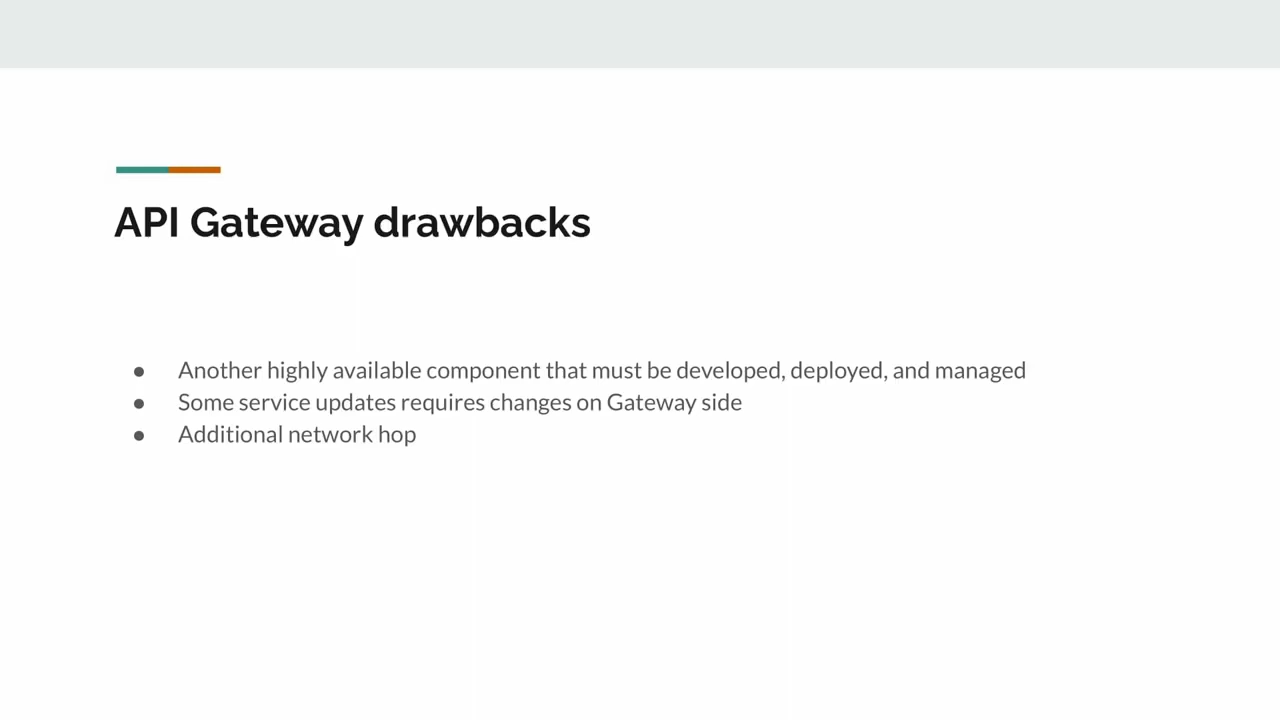 API Gateway drawbacks
● Another highly available component that must be developed, deployed, and managed
● Some service updates requires changes on Gateway side
● Additional network hop